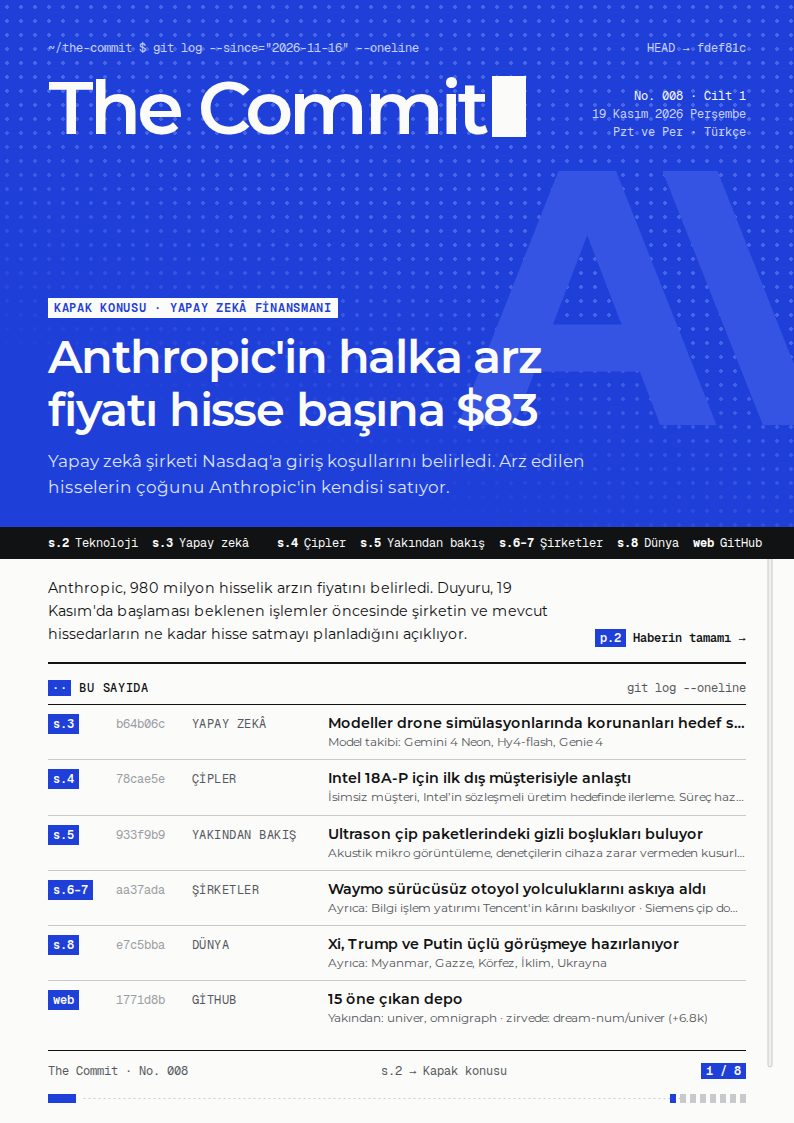 ~/the-commit $ git log --since="2026-11-16" --oneline
HEAD → fdef81c
The Commit
No. 008 · Cilt 1
19 Kasım 2026 Perşembe
Pzt ve Per · Türkçe
KAPAK KONUSU · YAPAY ZEKÂ FİNANSMANI
Anthropic'in halka arz
fiyatı hisse başına $83
Yapay zekâ şirketi Nasdaq'a giriş koşullarını belirledi. Arz edilen
hisselerin çoğunu Anthropic'in kendisi satıyor.
s.2 Teknoloji s.3 Yapay zekâ s.4 Çipler s.5 Yakından bakış s.6–7 Şirketler s.8 Dünya web GitHub
Anthropic, 980 milyon hisselik arzın fiyatını belirledi. Duyuru, 19
Kasım'da başlaması beklenen işlemler öncesinde şirketin ve mevcut
hissedarların ne kadar hisse satmayı planladığını açıklıyor.
p.2 Haberin tamamı →
·· BU SAYIDA
git log --oneline
s.3 b64b06c YAPAY ZEKÂ Modeller drone simülasyonlarında korunanları hedef s…
Model takibi: Gemini 4 Neon, Hy4-flash, Genie 4
s.4 78cae5e ÇİPLER Intel 18A-P için ilk dış müşterisiyle anlaştı
İsimsiz müşteri, Intel'in sözleşmeli üretim hedefinde ilerleme. Süreç haz…
s.5 933f9b9 YAKINDAN BAKIŞ Ultrason çip paketlerindeki gizli boşlukları buluyor
Akustik mikro görüntüleme, denetçilerin cihaza zarar vermeden kusurl…
s.6–7 aa37ada ŞİRKETLER Waymo sürücüsüz otoyol yolculuklarını askıya aldı
Ayrıca: Bilgi işlem yatırımı Tencent'in kârını baskılıyor · Siemens çip do…
s.8 e7c5bba DÜNYA Xi, Trump ve Putin üçlü görüşmeye hazırlanıyor
Ayrıca: Myanmar, Gazze, Körfez, İklim, Ukrayna
web 1771d8b GİTHUB 15 öne çıkan depo
Yakından: univer, omnigraph · zirvede: dream-num/univer (+6.8k)
The Commit · No. 008
s.2 → Kapak konusu
1 / 8